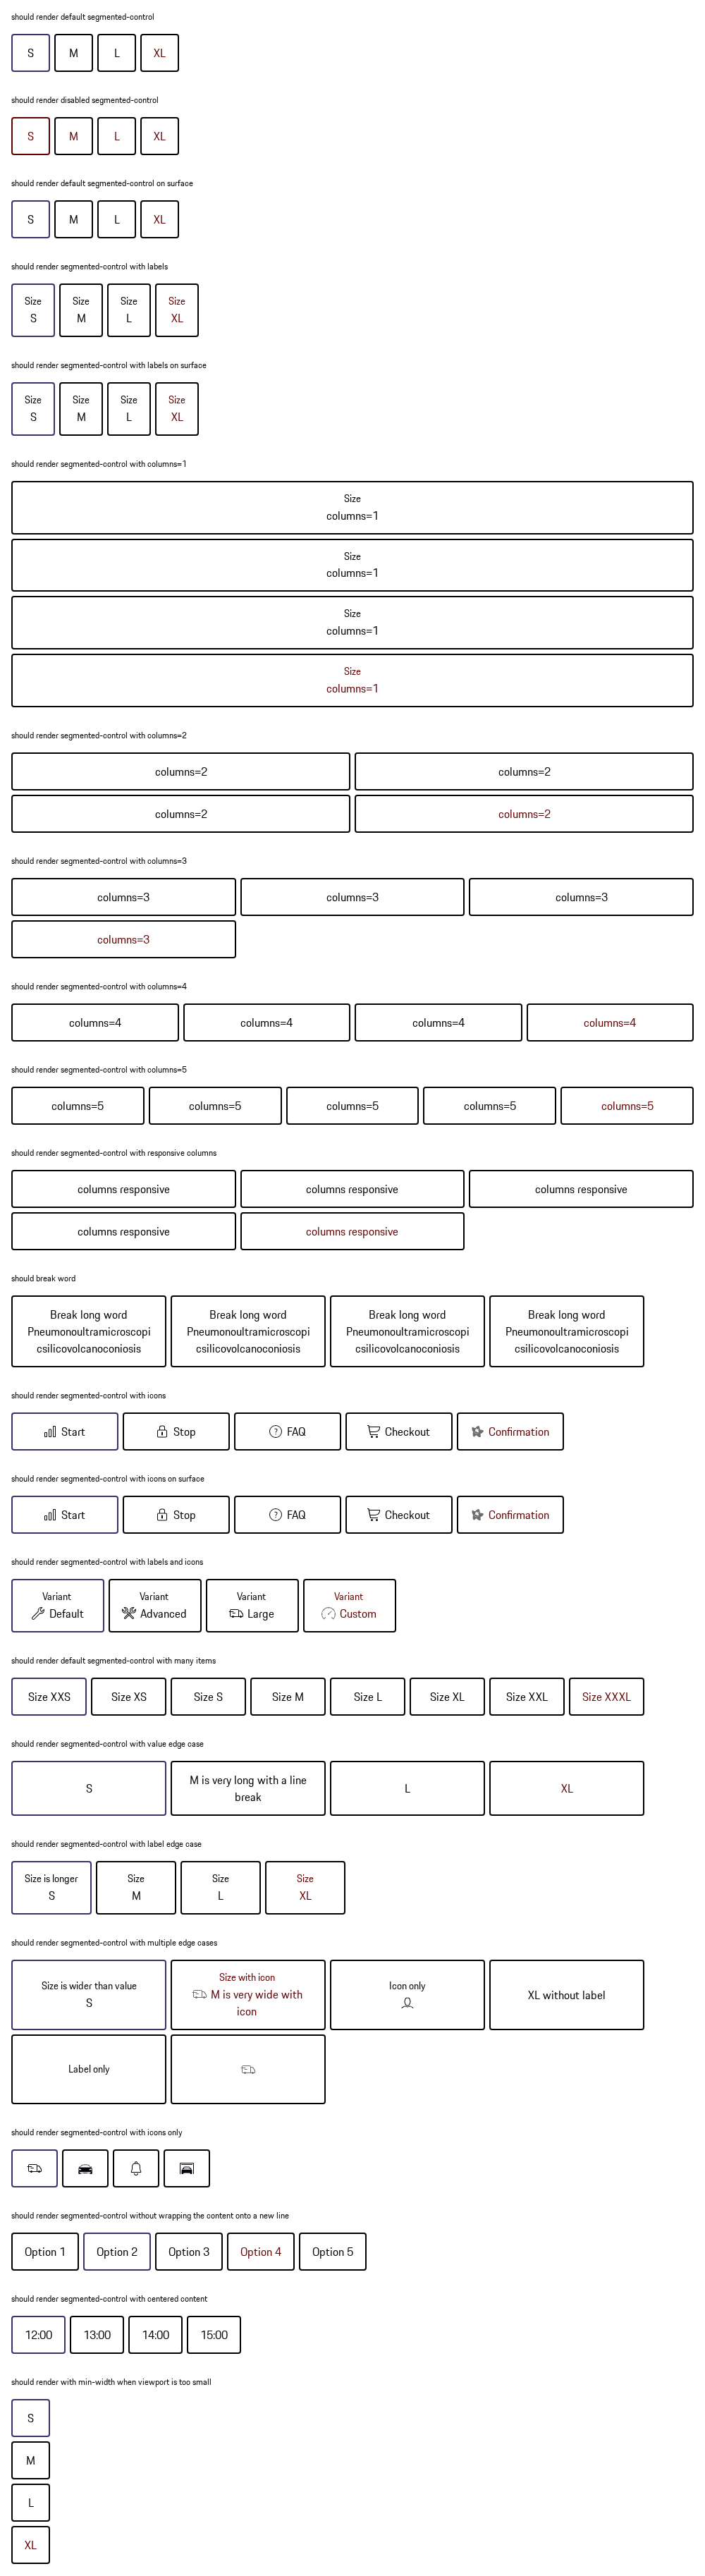 should render default segmented-control
S M L XL
should render disabled segmented-control
S M L XL
should render default segmented-control on surface
S M L XL
should render segmented-control with labels
Size Size Size Size
S M L XL
should render segmented-control with labels on surface
Size Size Size Size
S M L XL
should render segmented-control with columns=1
Size
columns=1
Size
columns=1
Size
columns=1
Size
columns=1
should render segmented-control with columns=2
columns=2 columns=2
columns=2 columns=2
should render segmented-control with columns=3
columns=3 columns=3 columns=3
columns=3
should render segmented-control with columns=4
columns=4 columns=4 columns=4 columns=4
should render segmented-control with columns=5
columns=5 columns=5 columns=5 columns=5 columns=5
should render segmented-control with responsive columns
columns responsive columns responsive columns responsive
columns responsive columns responsive
should break word
Break long word Break long word Break long word Break long word
Pneumonoultramicroscopi Pneumonoultramicroscopi Pneumonoultramicroscopi Pneumonoultramicroscopi
csilicovolcanoconiosis csilicovolcanoconiosis csilicovolcanoconiosis csilicovolcanoconiosis
should render segmented-control with icons
Start Stop FAQ Checkout Confirmation
should render segmented-control with icons on surface
Start Stop FAQ Checkout Confirmation
should render segmented-control with labels and icons
Variant Variant Variant Variant
Default Advanced Large Custom
should render default segmented-control with many items
Size XXS Size XS Size S Size M Size L Size XL Size XXL Size XXXL
should render segmented-control with value edge case
S M is very long with a line L XL
break
should render segmented-control with label edge case
Size is longer Size Size Size
S M L XL
should render segmented-control with multiple edge cases
Size is wider than value Size with icon Icon only XL without label
S M is very wide with
icon
Label only
should render segmented-control with icons only
should render segmented-control without wrapping the content onto a new line
Option 1 Option 2 Option 3 Option 4 Option 5
should render segmented-control with centered content
12:00 13:00 14:00 15:00
should render with min-width when viewport is too small
S
M
L
XL